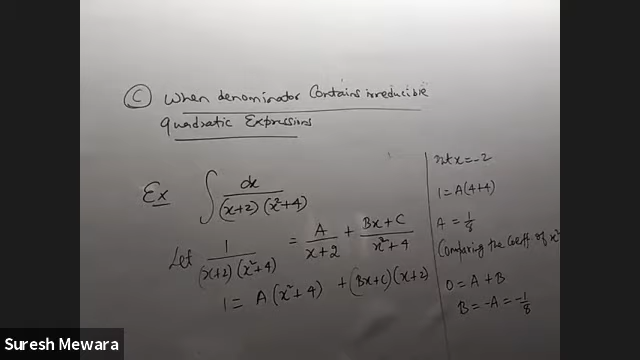 (C) When denominator Contains irreducible
quadratic Expressions
Ex ∫ dx / (x+2)(x²+4)
Let 1 / (x+2)(x²+4) = A / x+2 + Bx+C / x²+4
1 = A(x²+4) + (Bx+C)(x+2)
x=-2
1=A(4+4)
A = 1/8
Comparing the Coeff of x²
0 = A+B
B = -A = -1/8
Suresh Mewara